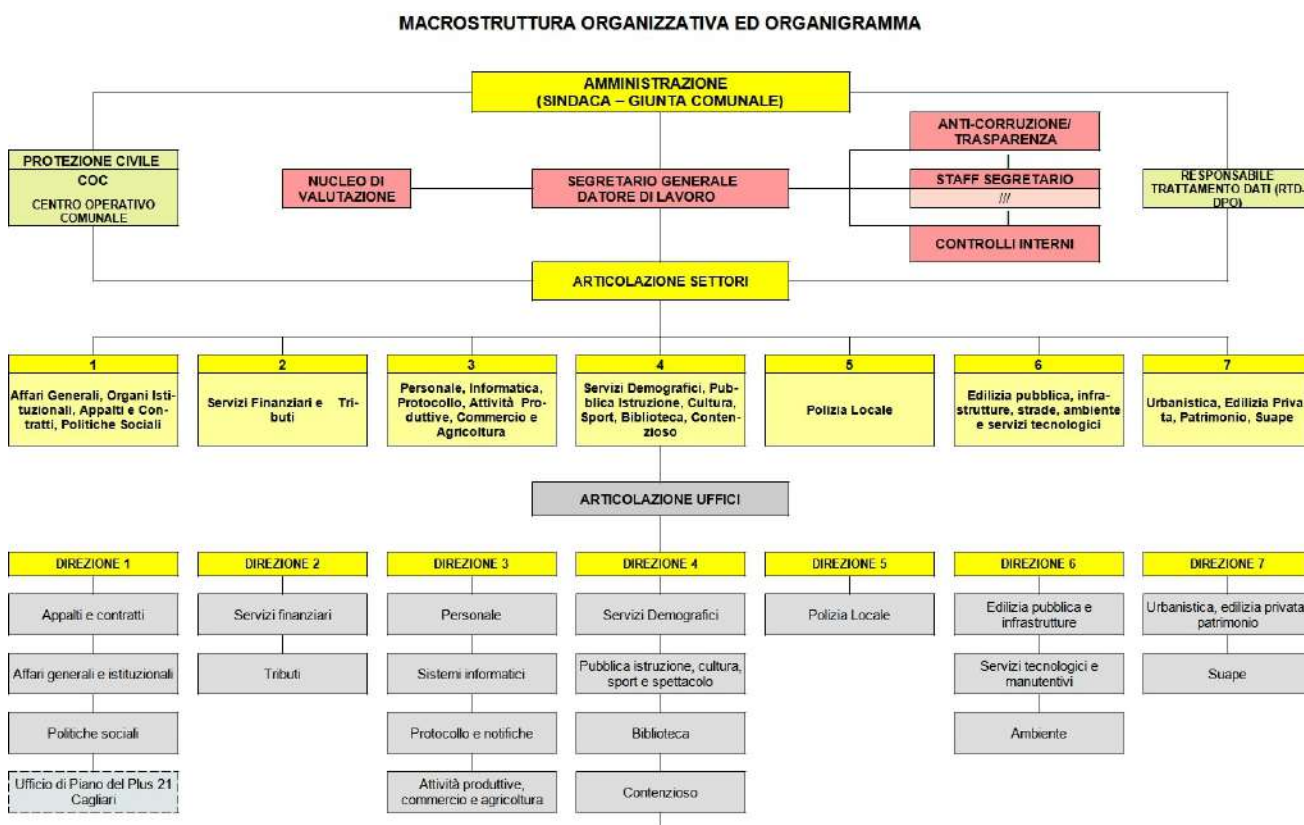 MACROSTRUTTURA ORGANIZZATIVA ED ORGANIGRAMMA
AMMINISTRAZIONE
(SINDACA – GIUNTA COMUNALE)
PROTEZIONE CIVILE
COC
CENTRO OPERATIVO
COMUNALE
NUCLEO DI
VALUTAZIONE
SEGRETARIO GENERALE
DATORE DI LAVORO
ANTI-CORRUZIONE/
TRASPARENZA
STAFF SEGRETARIO
///
CONTROLLI INTERNI
RESPONSABILE
TRATTAMENTO DATI (RTD-
DPO)
ARTICOLAZIONE SETTORI
1
Affari Generali, Organi Isti-
tuzionali, Appalti e Con-
tratti, Politiche Sociali
2
Servizi Finanziari e Tri-
buti
3
Personale, Informatica,
Protocollo, Attività Pro-
duttive, Commercio e
Agricoltura
4
Servizi Demografici, Pub-
blica Istruzione, Cultura,
Sport, Biblioteca, Conten-
zioso
5
Polizia Locale
6
Edilizia pubblica, infra-
strutture, strade, ambiente
e servizi tecnologici
7
Urbanistica, Edilizia Priva-
ta, Patrimonio, Suape
ARTICOLAZIONE UFFICI
DIREZIONE 1
Appalti e contratti
Affari generali e istituzionali
Politiche sociali
Ufficio di Piano del Plus 21
Cagliari
DIREZIONE 2
Servizi finanziari
Tributi
DIREZIONE 3
Personale
Sistemi informatici
Protocollo e notifiche
Attività produttive,
commercio e agricoltura
DIREZIONE 4
Servizi Demografici
Pubblica istruzione, cultura,
sport e spettacolo
Biblioteca
Contenzioso
DIREZIONE 5
Polizia Locale
DIREZIONE 6
Edilizia pubblica e
infrastrutture
Servizi tecnologici e
manutentivi
Ambiente
DIREZIONE 7
Urbanistica, edilizia privata,
patrimonio
Suape